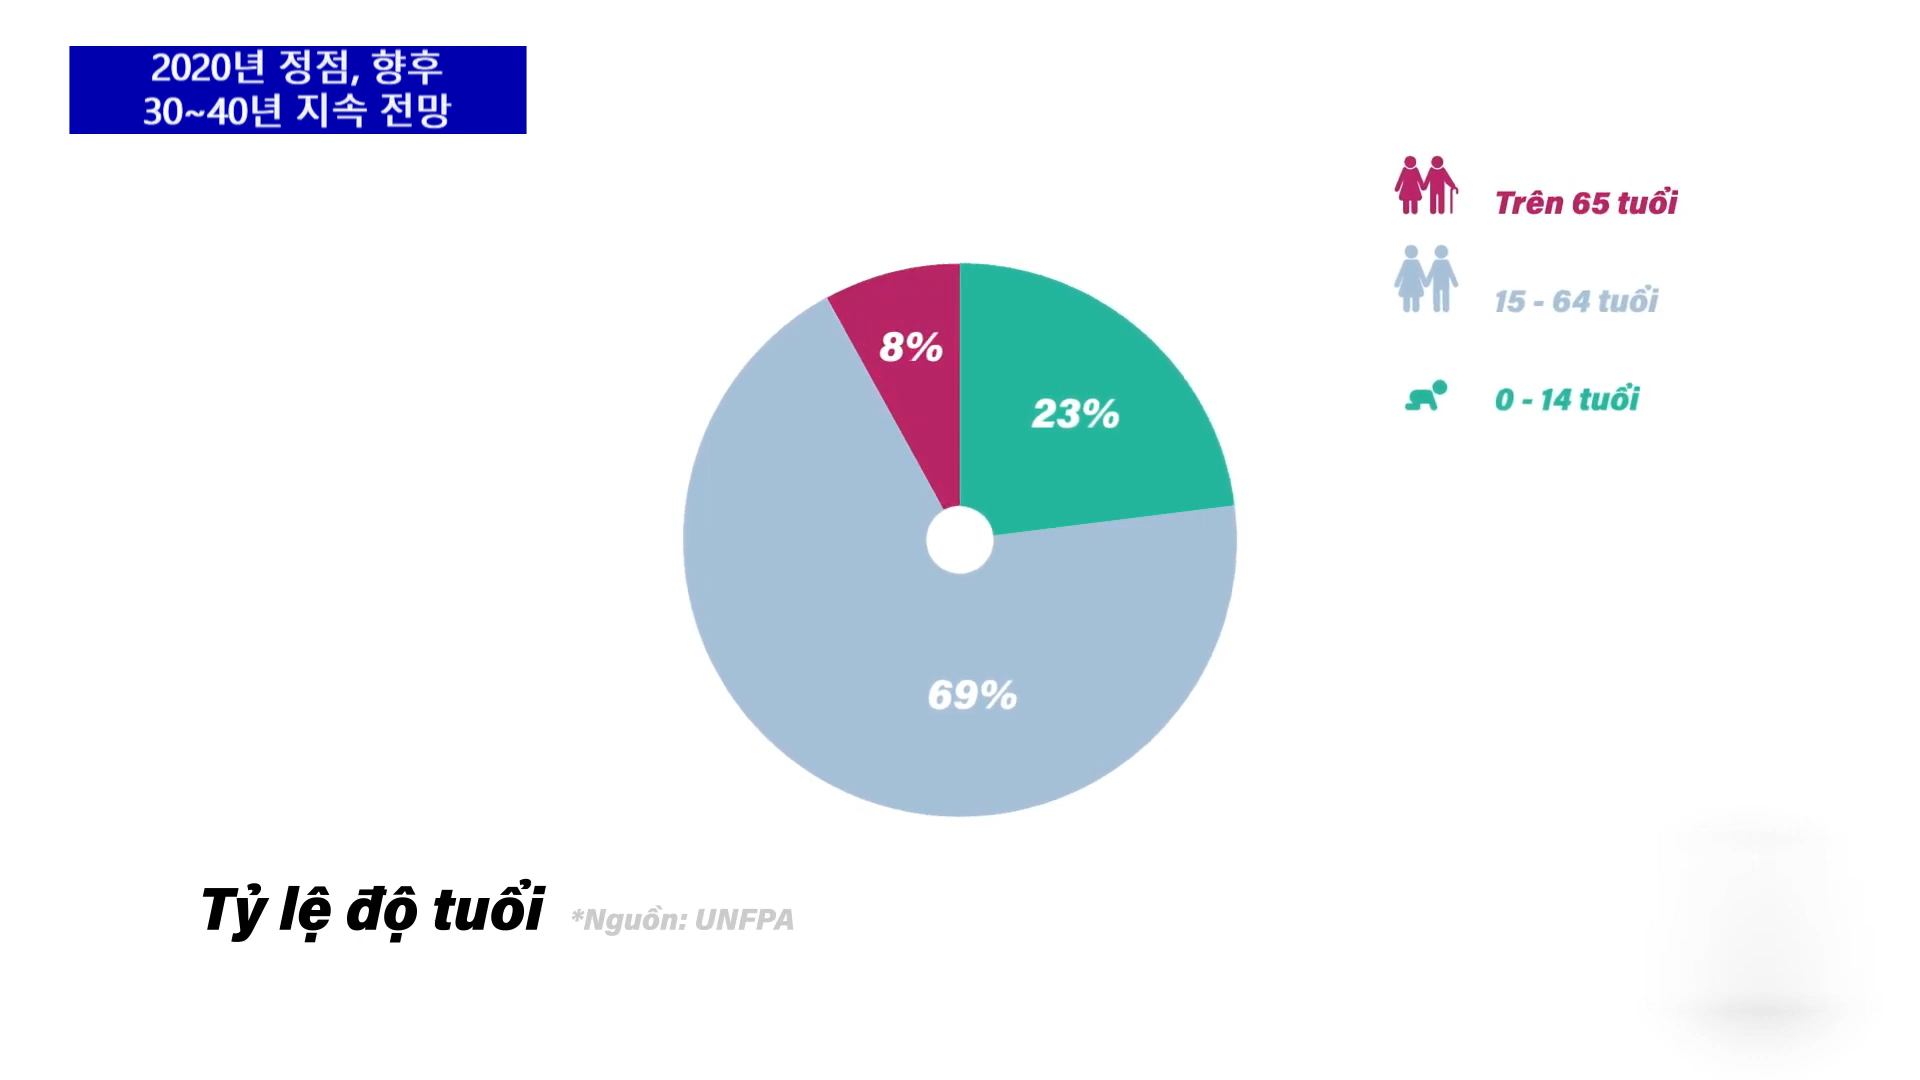 2020년 정점, 향후
30~40년 지속 전망
Trên 65 tuổi
15 - 64 tuổi
0 - 14 tuổi
8%
23%
69%
Tỷ lệ độ tuổi *Nguồn: UNFPA